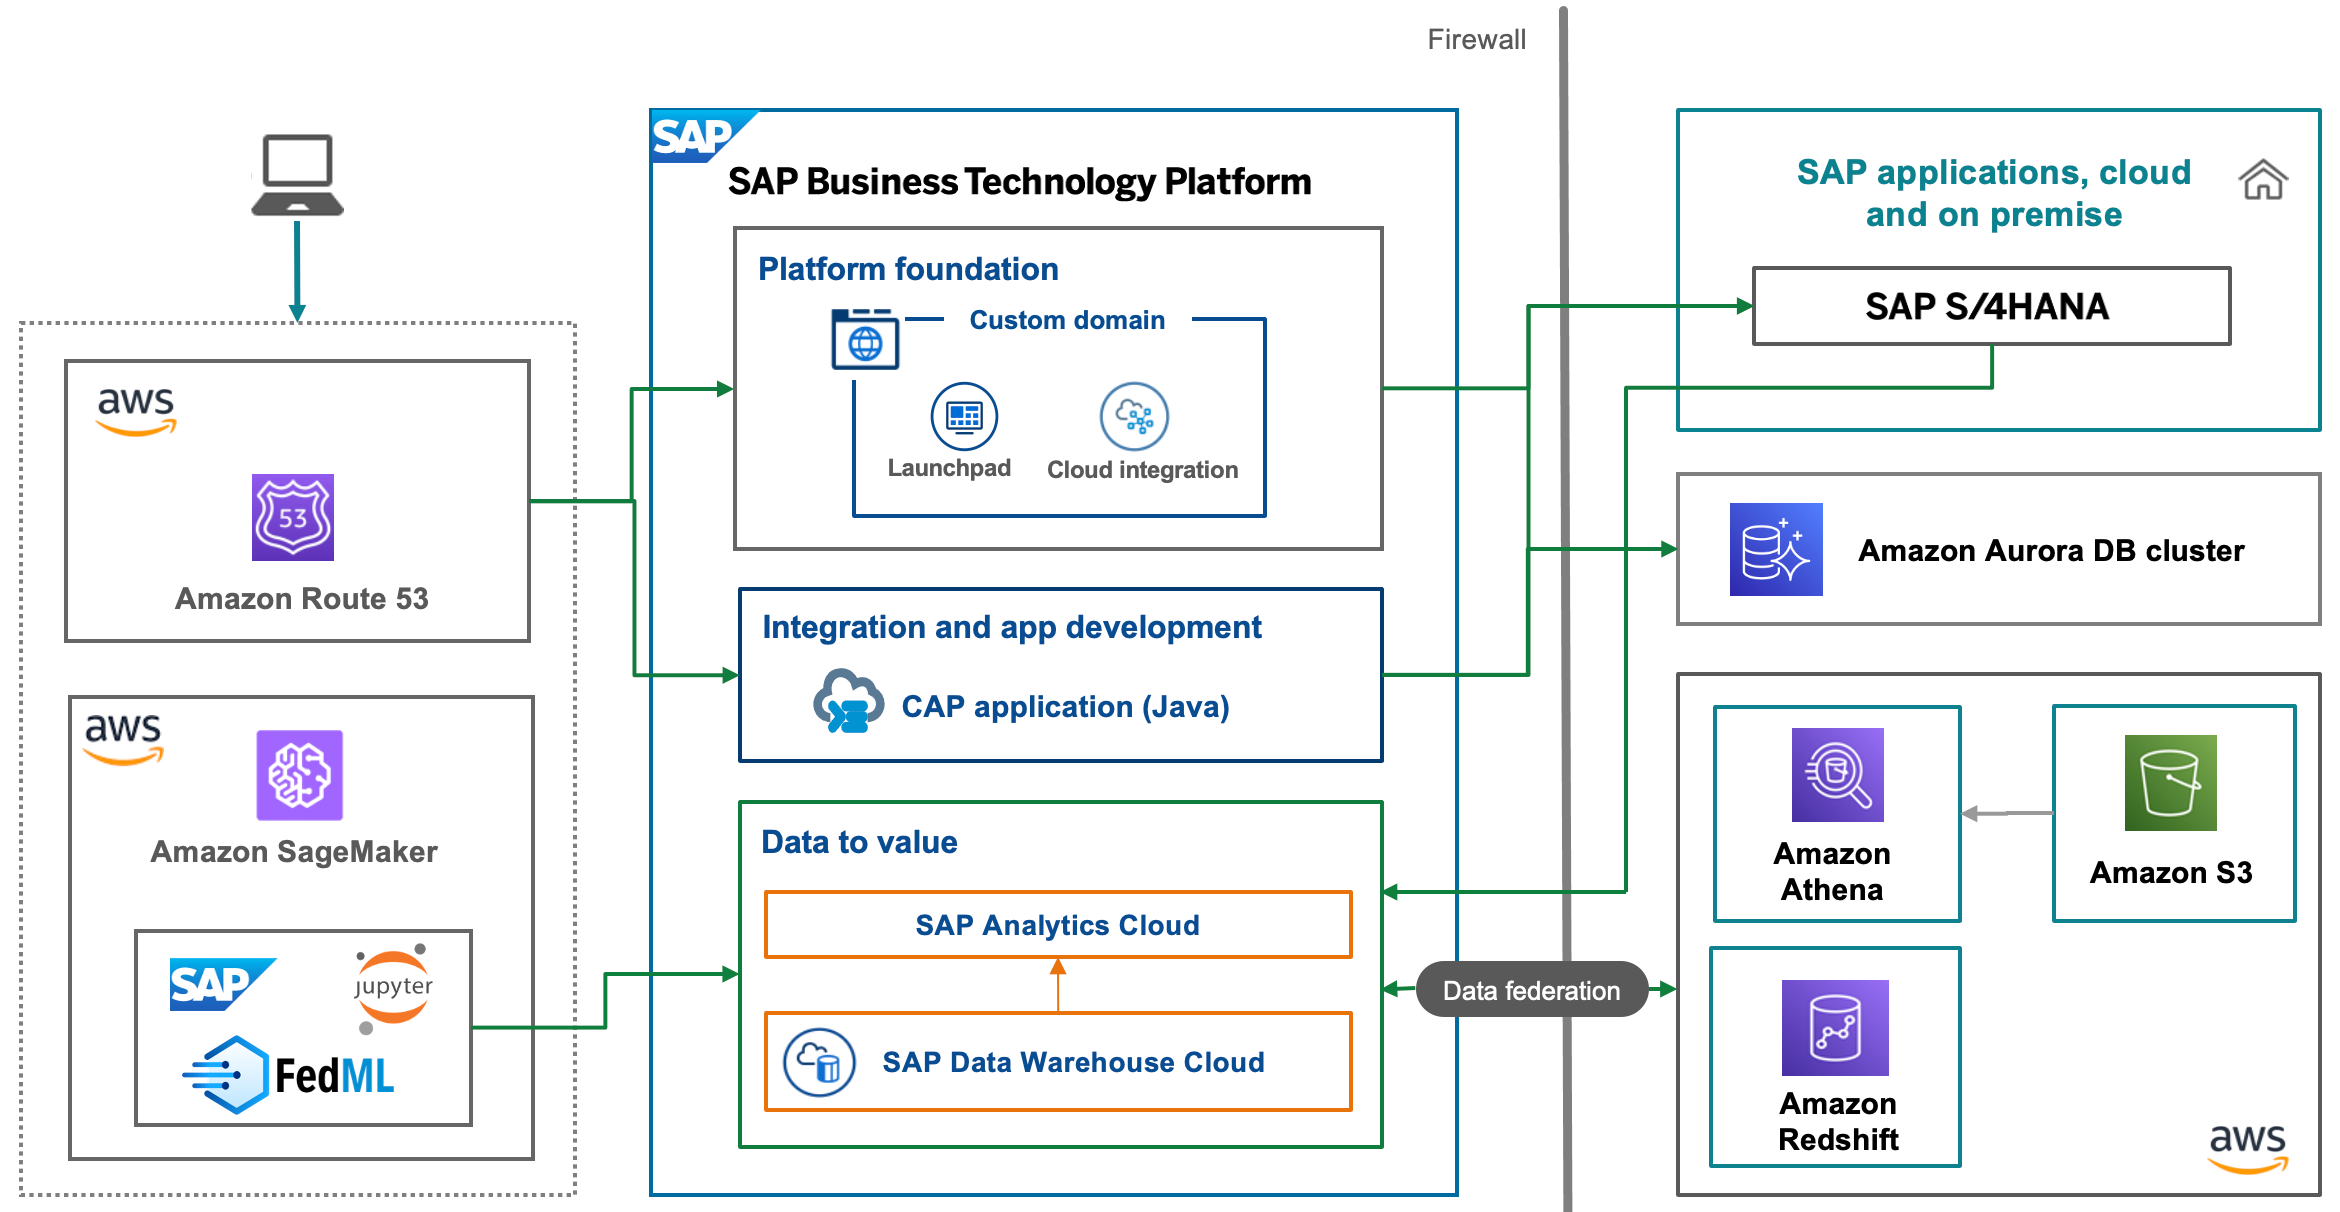 Firewall
SAP
SAP Business Technology Platform
Platform foundation
Custom domain
Launchpad
Cloud integration
Integration and app development
CAP application (Java)
Data to value
SAP Analytics Cloud
SAP Data Warehouse Cloud
aws
53
Amazon Route 53
aws
Amazon SageMaker
SAP
jupyter
FedML
SAP applications, cloud
and on premise
SAP S/4HANA
Amazon Aurora DB cluster
Data federation
Amazon
Athena
Amazon S3
Amazon
Redshift
aws